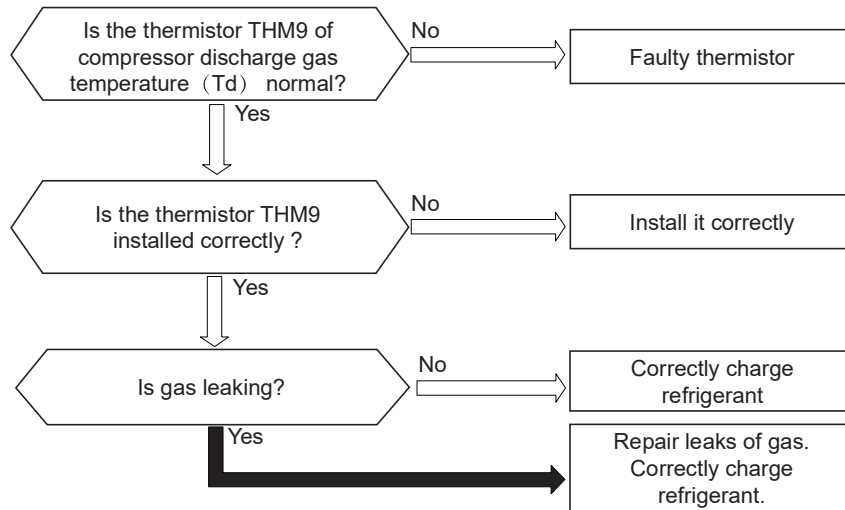 Is the thermistor THM9 of
compressor discharge gas
temperature（Td） normal?
No
Faulty thermistor
Yes
Is the thermistor THM9
installed correctly ?
No
Install it correctly
Yes
Is gas leaking?
No
Correctly charge
refrigerant
Yes
Repair leaks of gas.
Correctly charge
refrigerant.